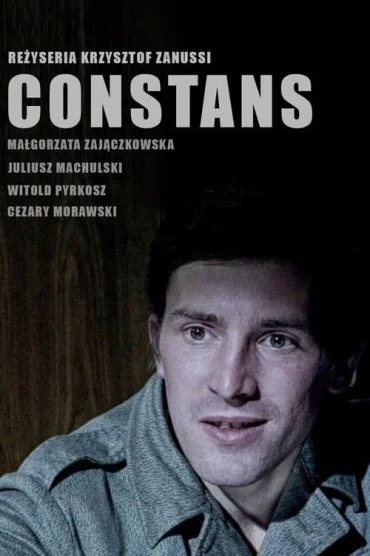 REŻYSERIA KRZYSZTOF ZANUSSI
CONSTANS
MAŁGORZATA ZAJĄCZKOWSKA
JULIUSZ MACHULSKI
WITOLD PYRKOSZ
CEZARY MORAWSKI